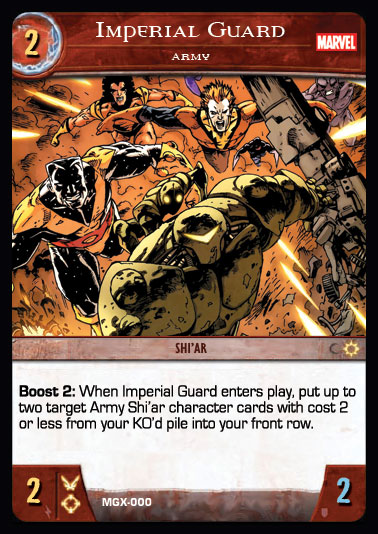 2
IMPERIAL GUARD
MARVEL
ARMY
SHI'AR
C
Boost 2: When Imperial Guard enters play, put up to
two target Army Shi'ar character cards with cost 2
or less from your KO'd pile into your front row.
2
MGX-000
2